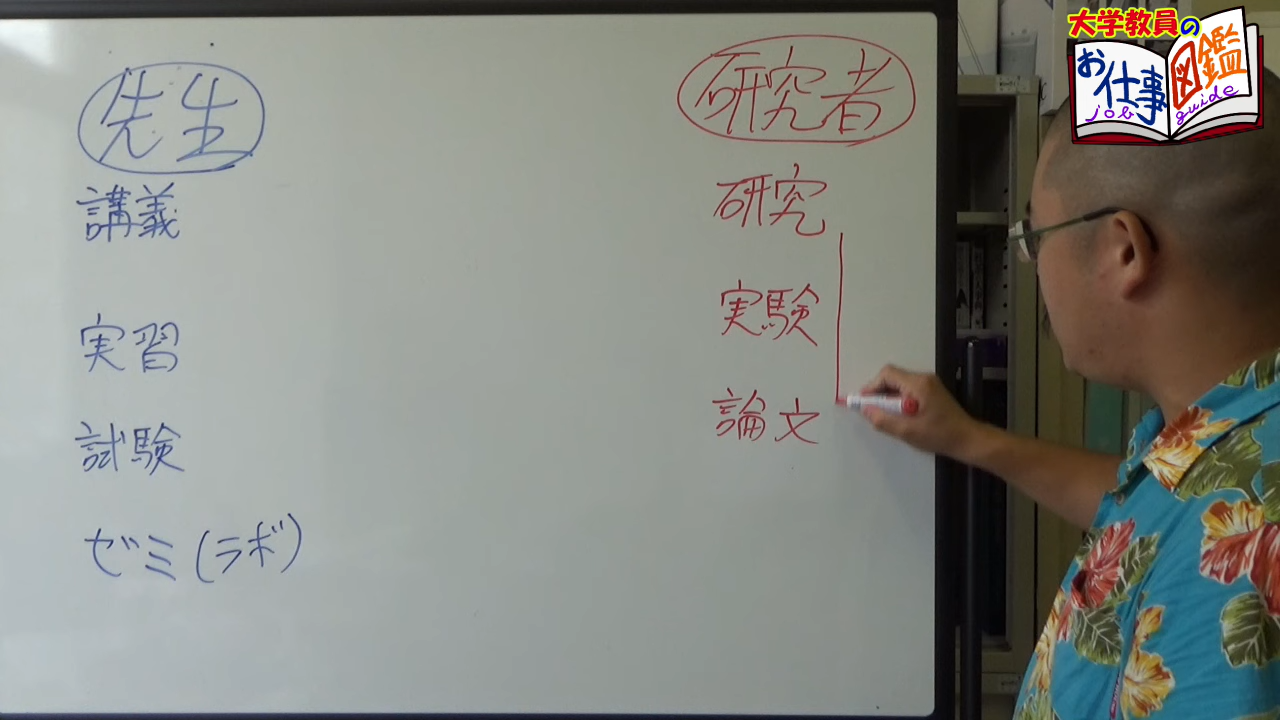 先生
講義
実習
試験
ゼミ(ラボ)
研究者
研究
実験
論文
大学教員の
お仕事
図鑑
job
guide